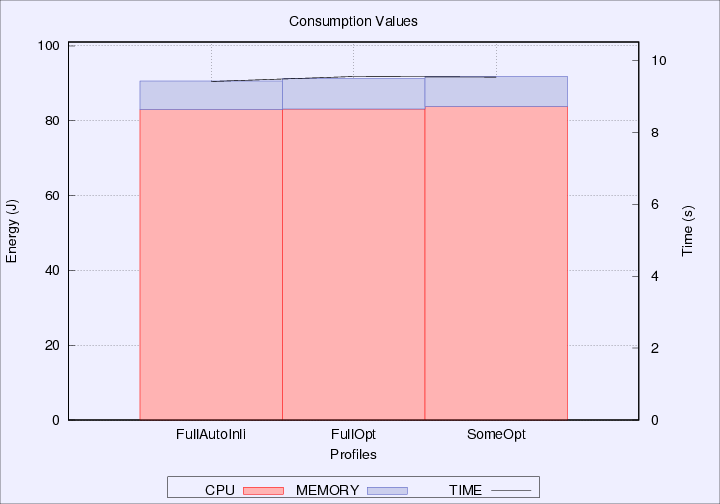 Consumption Values
100
80
60
40
20
0
Energy (J)
10
8
6
4
2
0
Time (s)
FullAutoInli FullOpt SomeOpt
Profiles
CPU MEMORY TIME